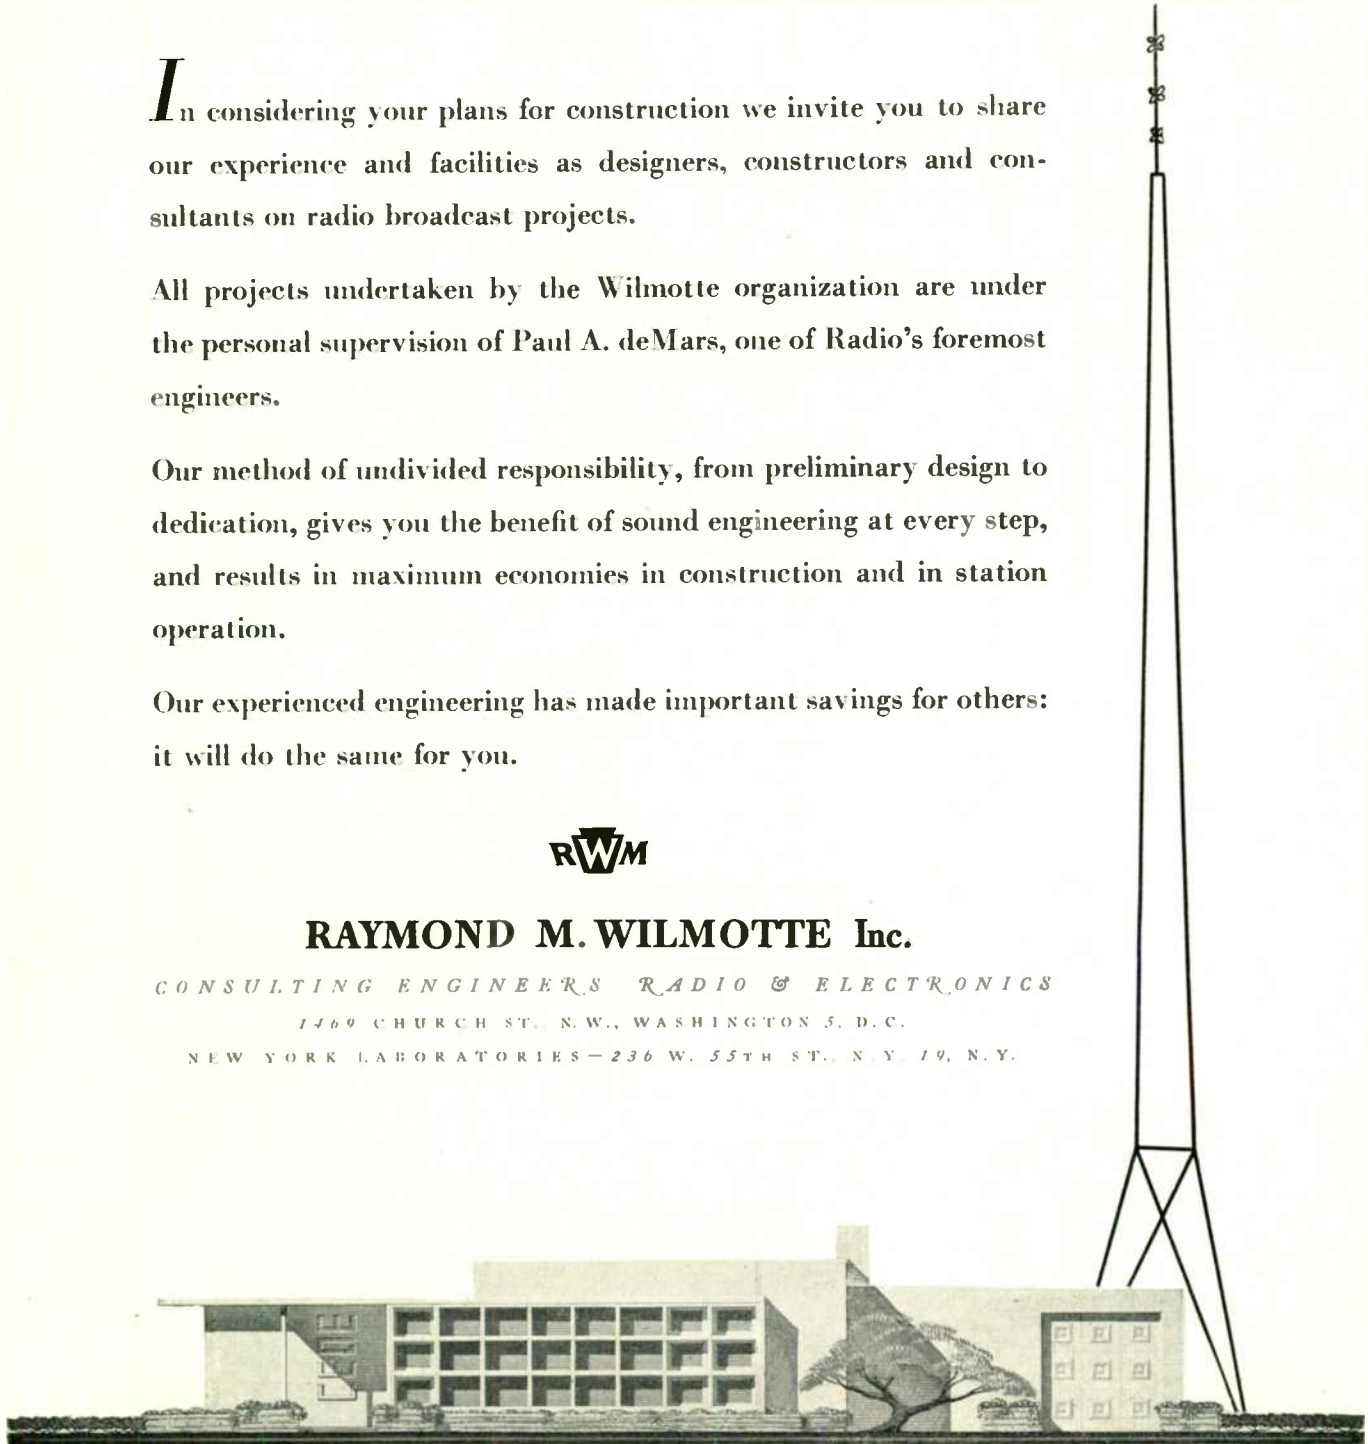 In considering your plans for construction we invite you to share
our experience and facilities as designers, constructors and con-
sultants on radio broadcast projects.
All projects undertaken by the Wilmotte organization are under
the personal supervision of Paul A. deMars, one of Radio's foremost
engineers.
Our method of undivided responsibility, from preliminary design to
dedication, gives you the benefit of sound engineering at every step,
and results in maximum economies in construction and in station
operation.
Our experienced engineering has made important savings for others:
it will do the same for you.
RWM
RAYMOND M. WILMOTTE Inc.
CONSULTING ENGINEERS RADIO & ELECTRONICS
1469 CHURCH ST. N.W., WASHINGTON 5, D.C.
NEW YORK LABORATORIES—236 W. 55TH ST., N.Y. 19, N.Y.